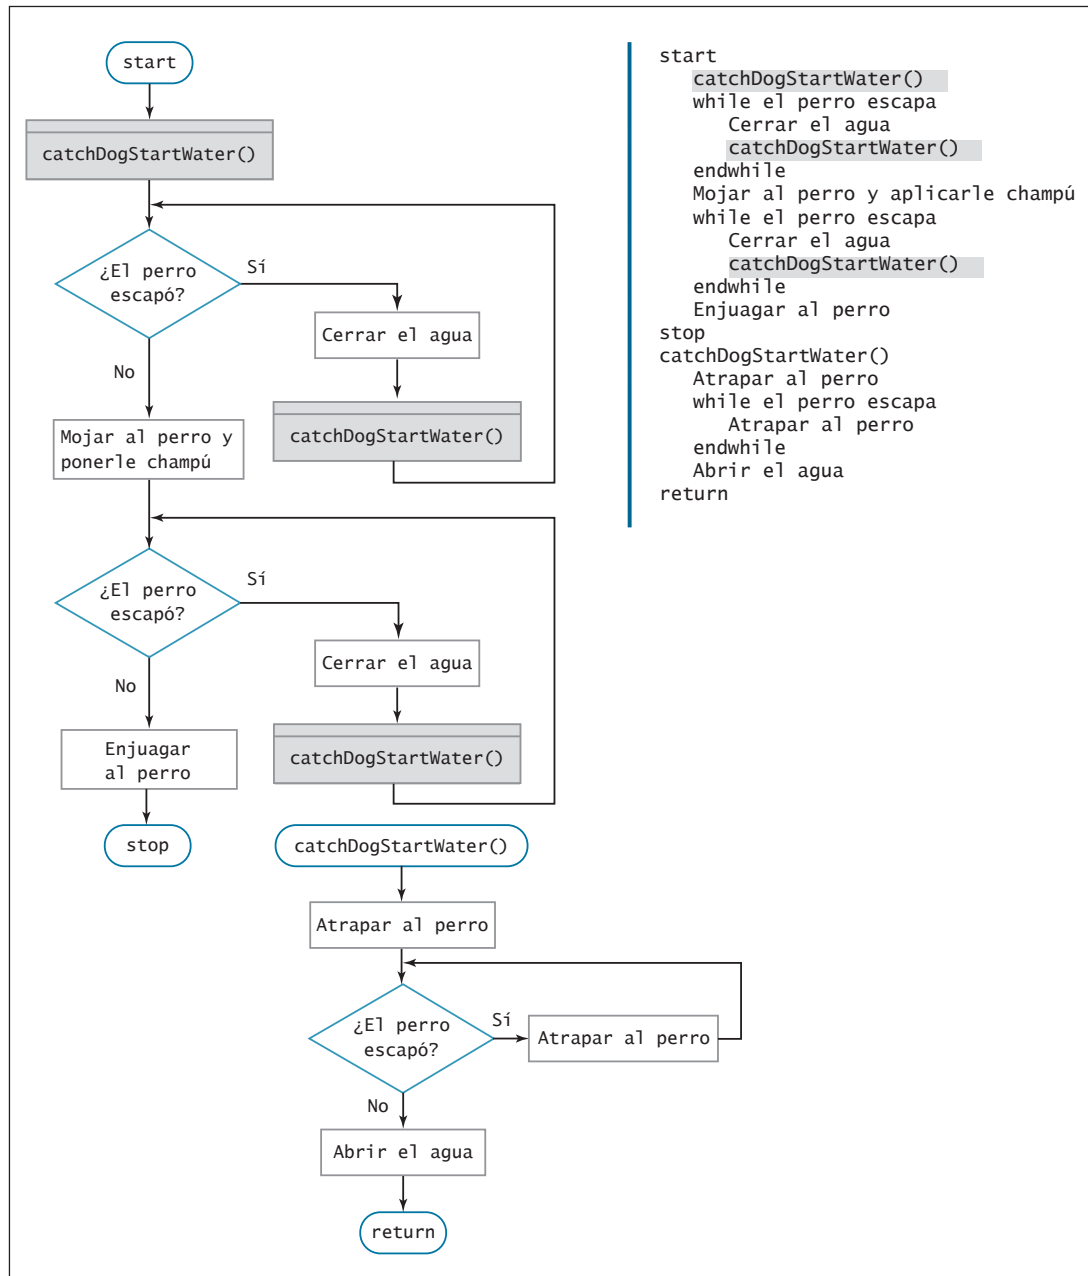 start
catchDogStartWater()
¿El perro
escapó?
Sí
Cerrar el agua
catchDogStartWater()
No
Mojar al perro y
ponerle champú
¿El perro
escapó?
Sí
Cerrar el agua
catchDogStartWater()
No
Enjuagar
al perro
stop
catchDogStartWater()
Atrapar al perro
¿El perro
escapó?
Sí
Atrapar al perro
No
Abrir el agua
return
start
catchDogStartWater()
while el perro escapa
Cerrar el agua
catchDogStartWater()
endwhile
Mojar al perro y aplicarle champú
while el perro escapa
Cerrar el agua
catchDogStartWater()
endwhile
Enjuagar al perro
stop
catchDogStartWater()
Atrapar al perro
while el perro escapa
Atrapar al perro
endwhile
Abrir el agua
return